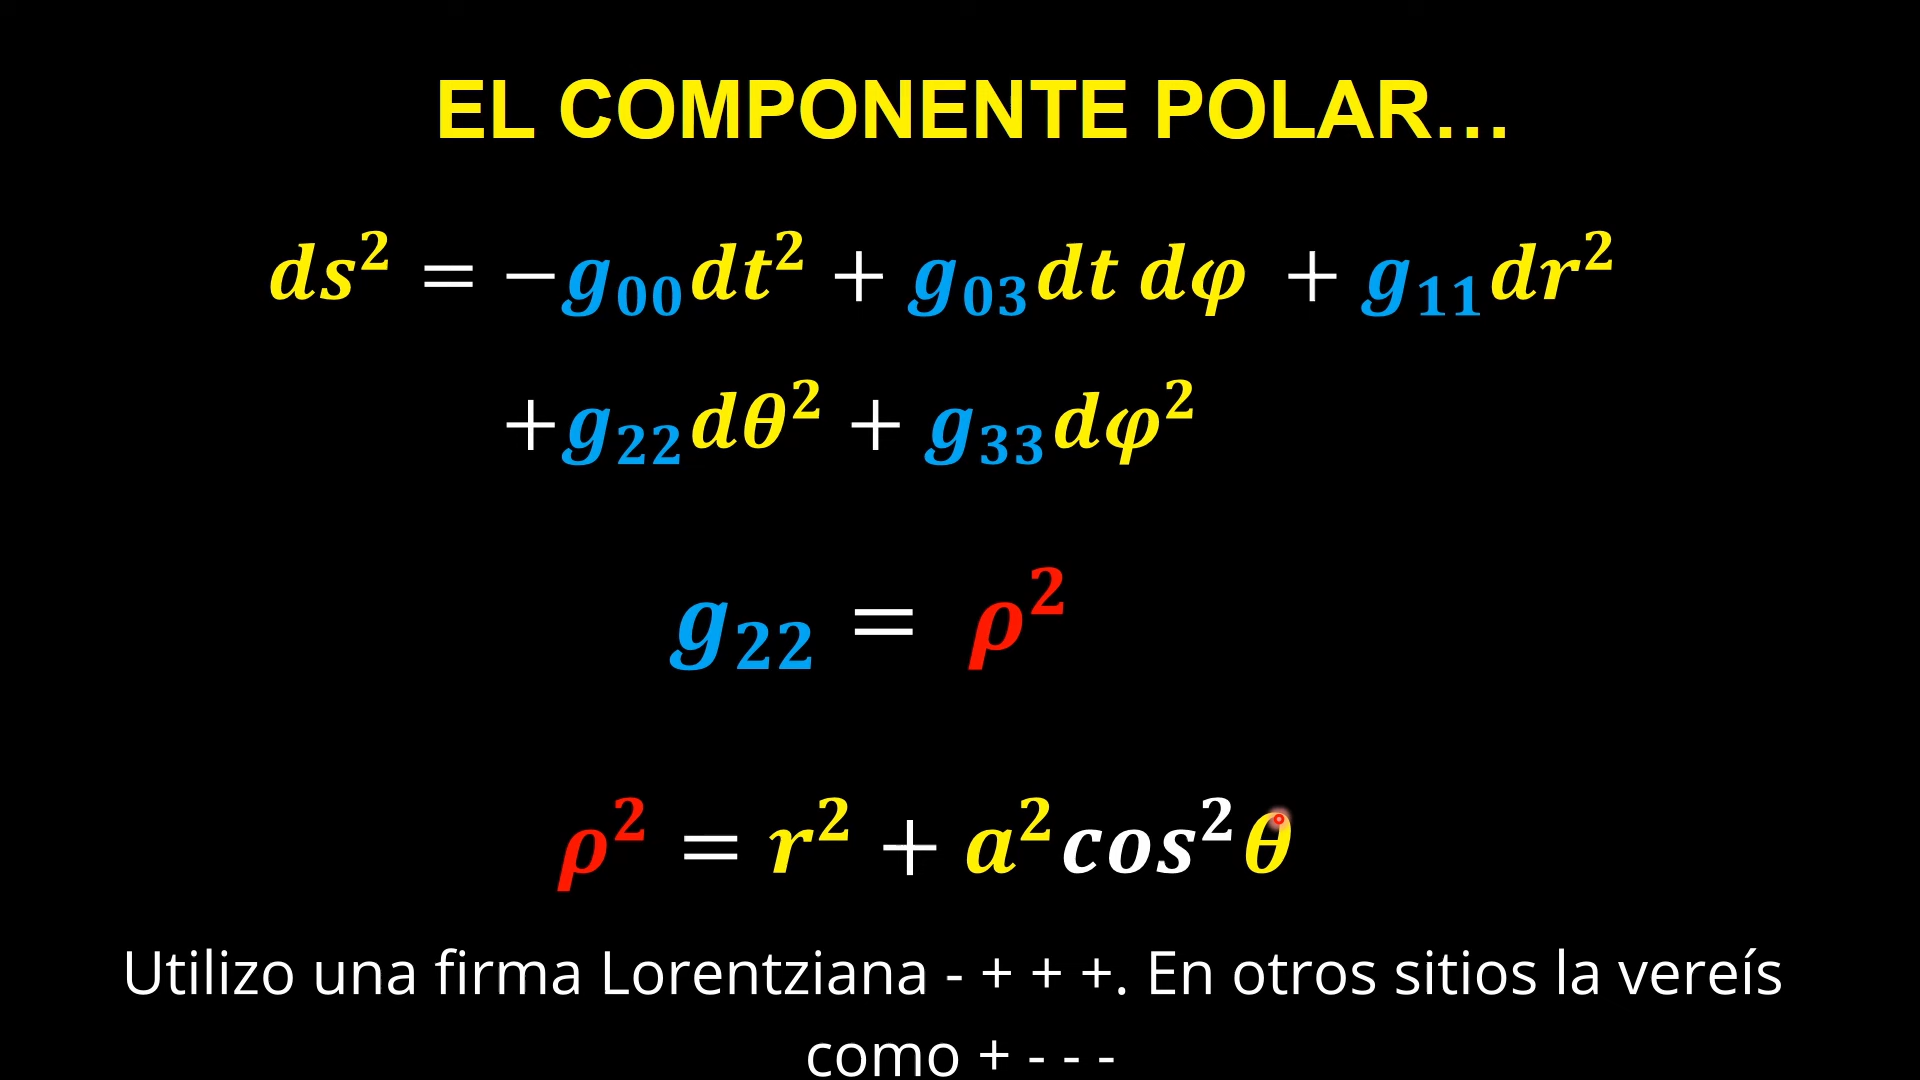 EL COMPONENTE POLAR...
ds² = −g₀₀dt² + g₀₃dt dφ + g₁₁dr²
+g₂₂dθ² + g₃₃dφ²
g₂₂ = ρ²
ρ² = r² + a²cos²θ
Utilizo una firma Lorentziana - + + +. En otros sitios la vereís
como + - - -